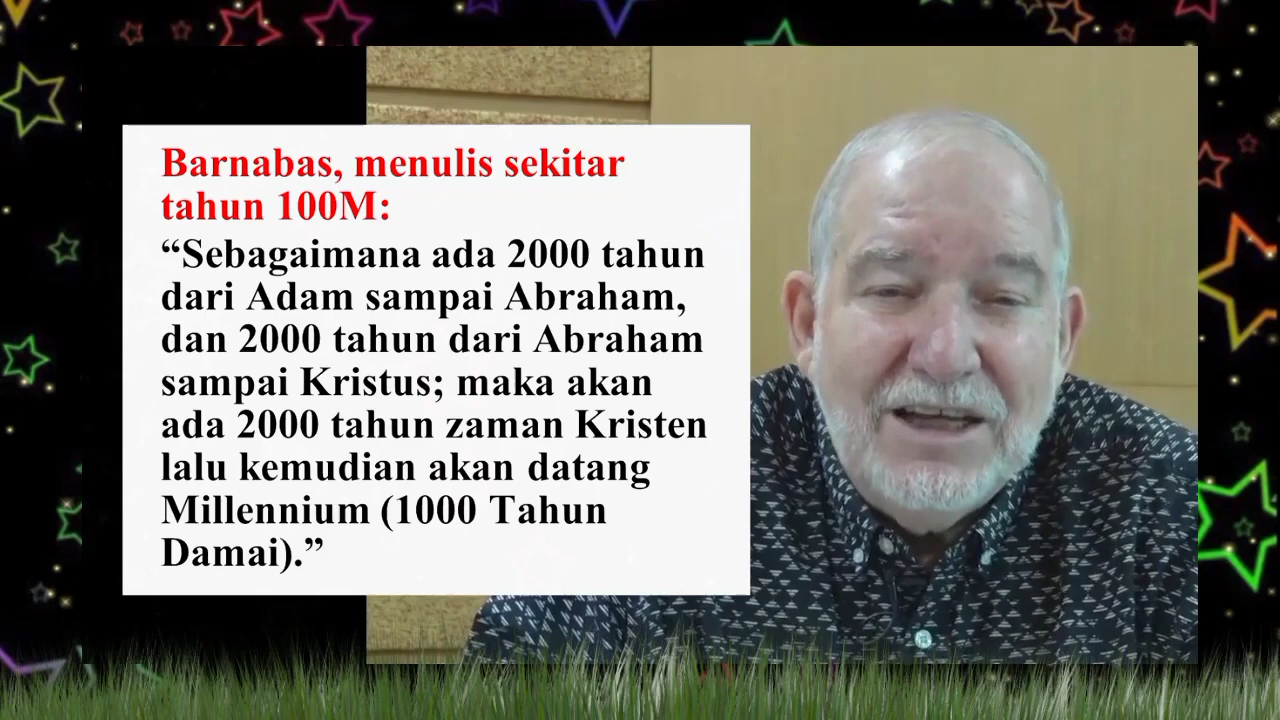 Barnabas, menulis sekitar
tahun 100M:
“Sebagaimana ada 2000 tahun
dari Adam sampai Abraham,
dan 2000 tahun dari Abraham
sampai Kristus; maka akan
ada 2000 tahun zaman Kristen
lalu kemudian akan datang
Millennium (1000 Tahun
Damai).”